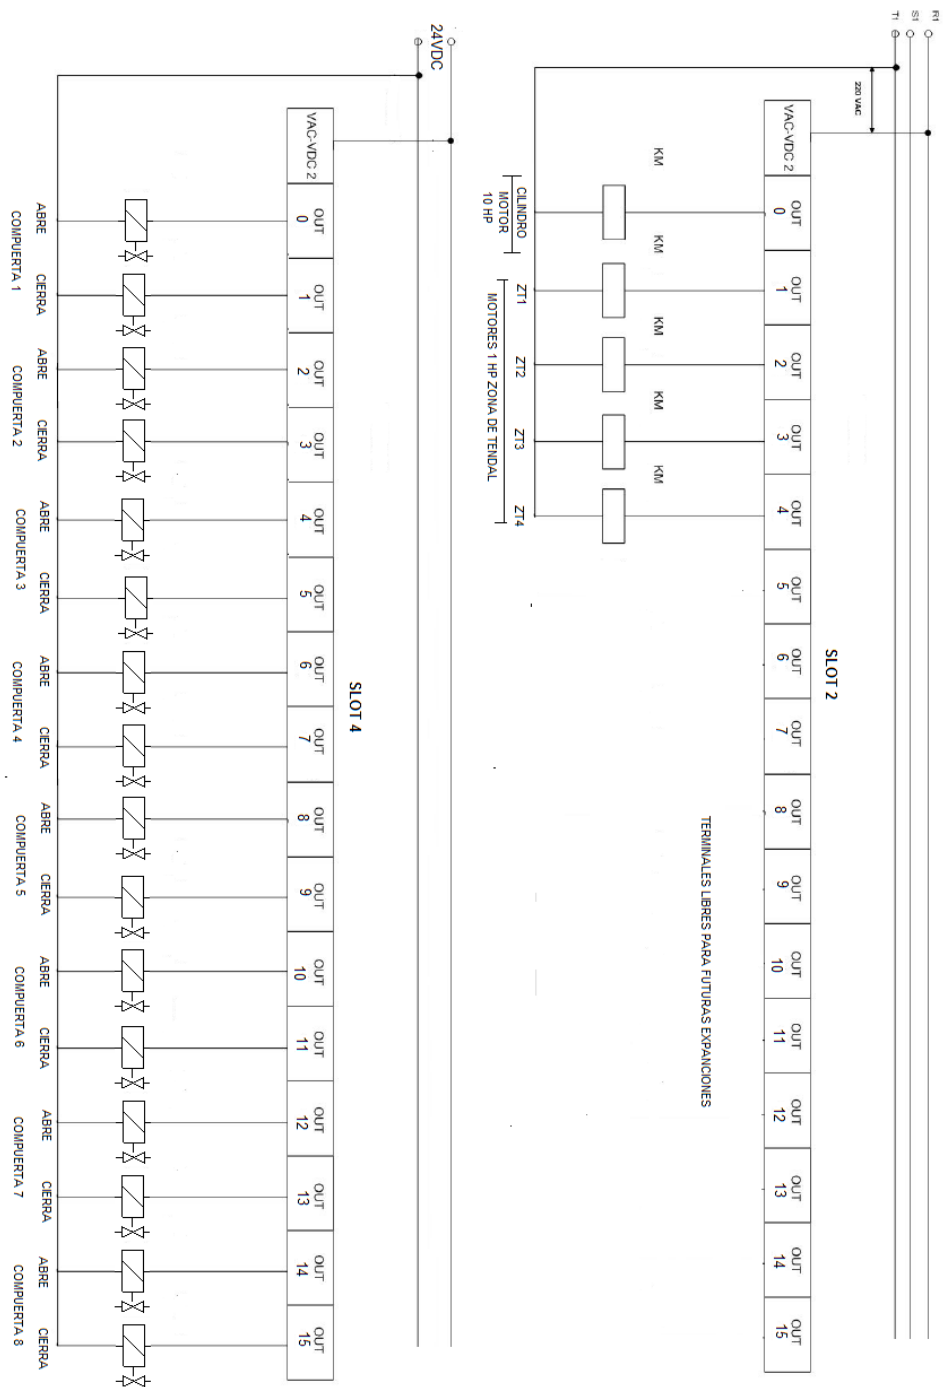 R1
S1
T1
220 VAC
VAC-VDC 2
OUT 0
OUT 1
OUT 2
OUT 3
OUT 4
OUT 5
OUT 6
OUT 7
OUT 8
OUT 9
OUT 10
OUT 11
OUT 12
OUT 13
OUT 14
OUT 15
SLOT 2
KM
KM
KM
KM
KM
TERMINALES LIBRES PARA FUTURAS EXPANCIONES
CILINDRO
MOTOR
10 HP
ZT1
ZT2
ZT3
ZT4
MOTORES 1 HP ZONA DE TENDAL
24VDC
SLOT 4
VAC-VDC 2
OUT 0
OUT 1
OUT 2
OUT 3
OUT 4
OUT 5
OUT 6
OUT 7
OUT 8
OUT 9
OUT 10
OUT 11
OUT 12
OUT 13
OUT 14
OUT 15
ABRE
CIERRA
ABRE
CIERRA
ABRE
CIERRA
ABRE
CIERRA
ABRE
CIERRA
ABRE
CIERRA
ABRE
CIERRA
ABRE
CIERRA
COMPUERTA 1
COMPUERTA 2
COMPUERTA 3
COMPUERTA 4
COMPUERTA 5
COMPUERTA 6
COMPUERTA 7
COMPUERTA 8